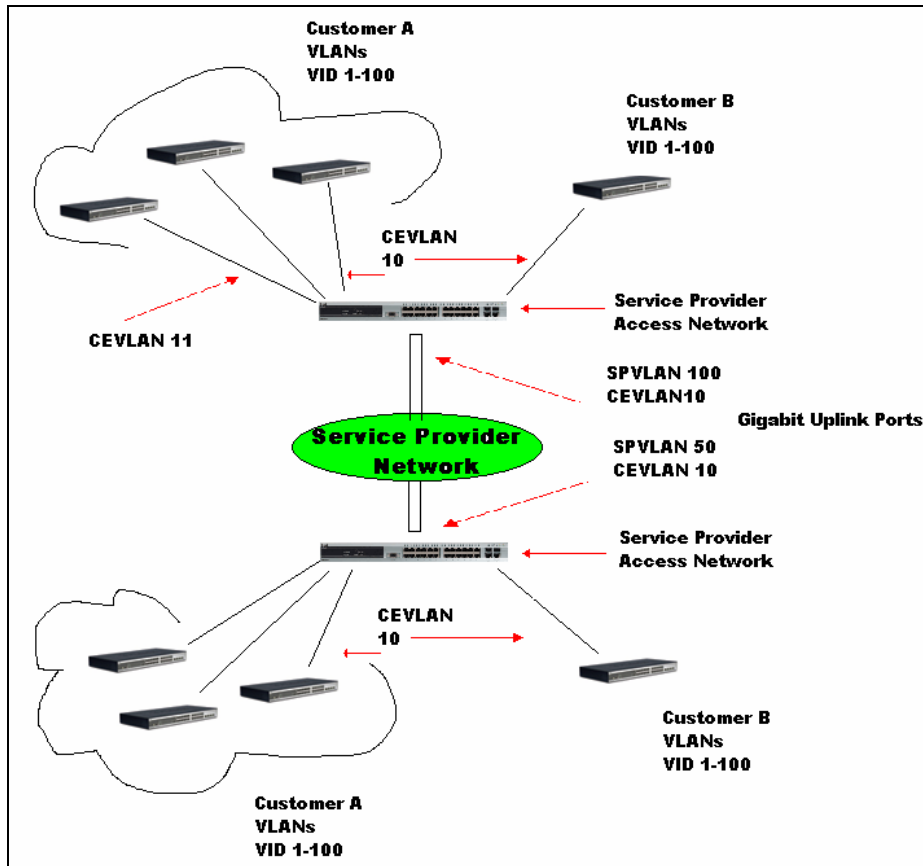 Customer A
VLANs
VID 1-100
Customer B
VLANs
VID 1-100
CEVLAN
10
CEVLAN 11
Service Provider
Access Network
SPVLAN 100
CEVLAN10
Gigabit Uplink Ports
Service Provider
Network
SPVLAN 50
CEVLAN 10
Service Provider
Access Network
CEVLAN
10
Customer B
VLANs
VID 1-100
Customer A
VLANs
VID 1-100